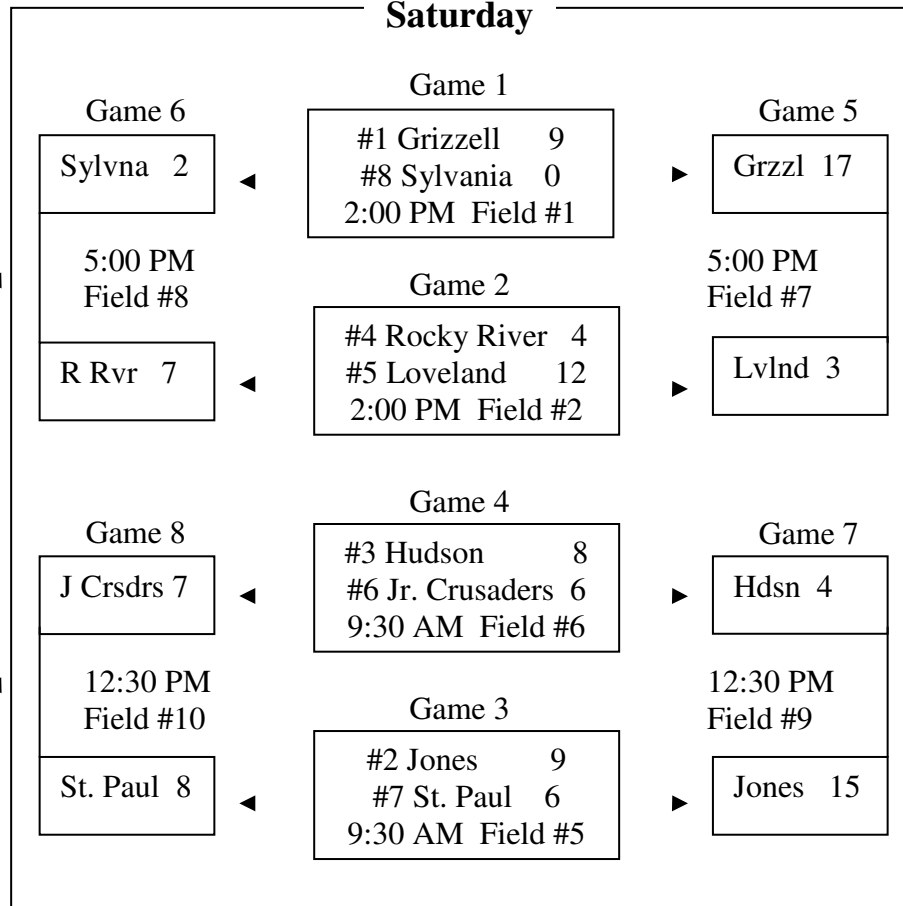 Saturday
Game 1
Game 6
Game 5
#1 Grizzell 9
#8 Sylvania 0
2:00 PM Field #1
Sylvna 2
Grzzl 17
5:00 PM
Field #8
5:00 PM
Field #7
Game 2
#4 Rocky River 4
#5 Loveland 12
2:00 PM Field #2
R Rvr 7
Lvlnd 3
Game 4
Game 8
Game 7
#3 Hudson 8
#6 Jr. Crusaders 6
9:30 AM Field #6
J Crsdrs 7
Hdsn 4
12:30 PM
Field #10
12:30 PM
Field #9
Game 3
#2 Jones 9
#7 St. Paul 6
9:30 AM Field #5
St. Paul 8
Jones 15